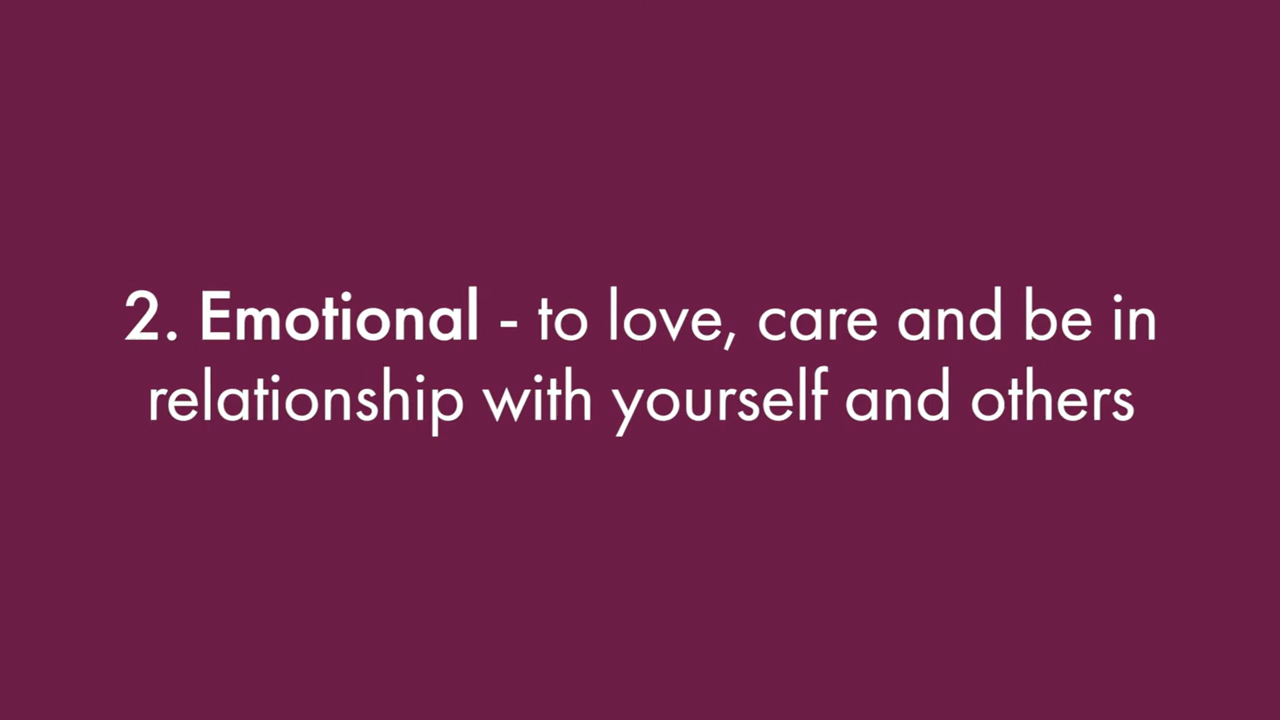 2. Emotional - to love, care and be in
relationship with yourself and others